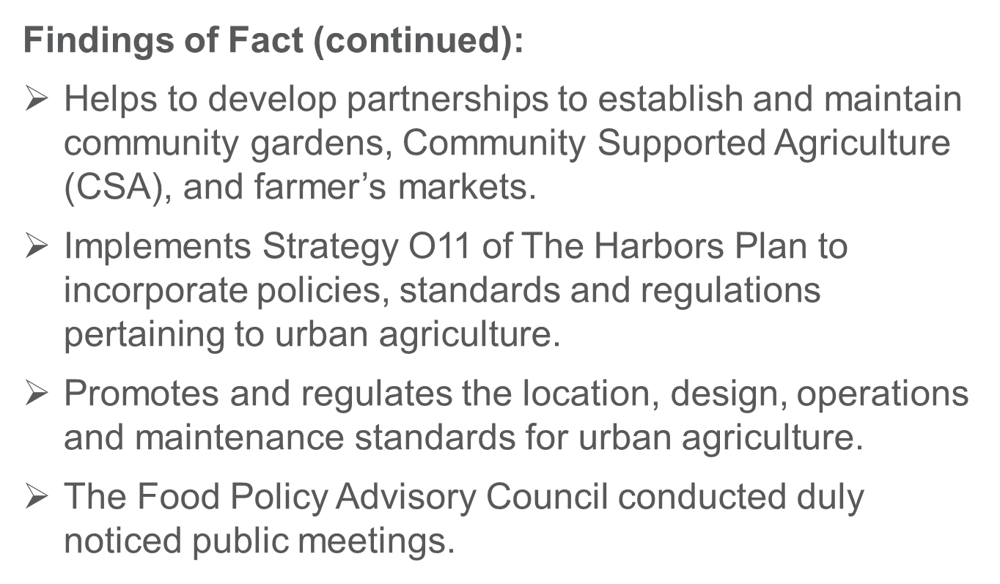 Findings of Fact (continued):
➢ Helps to develop partnerships to establish and maintain
community gardens, Community Supported Agriculture
(CSA), and farmer’s markets.
➢ Implements Strategy O11 of The Harbors Plan to
incorporate policies, standards and regulations
pertaining to urban agriculture.
➢ Promotes and regulates the location, design, operations
and maintenance standards for urban agriculture.
➢ The Food Policy Advisory Council conducted duly
noticed public meetings.